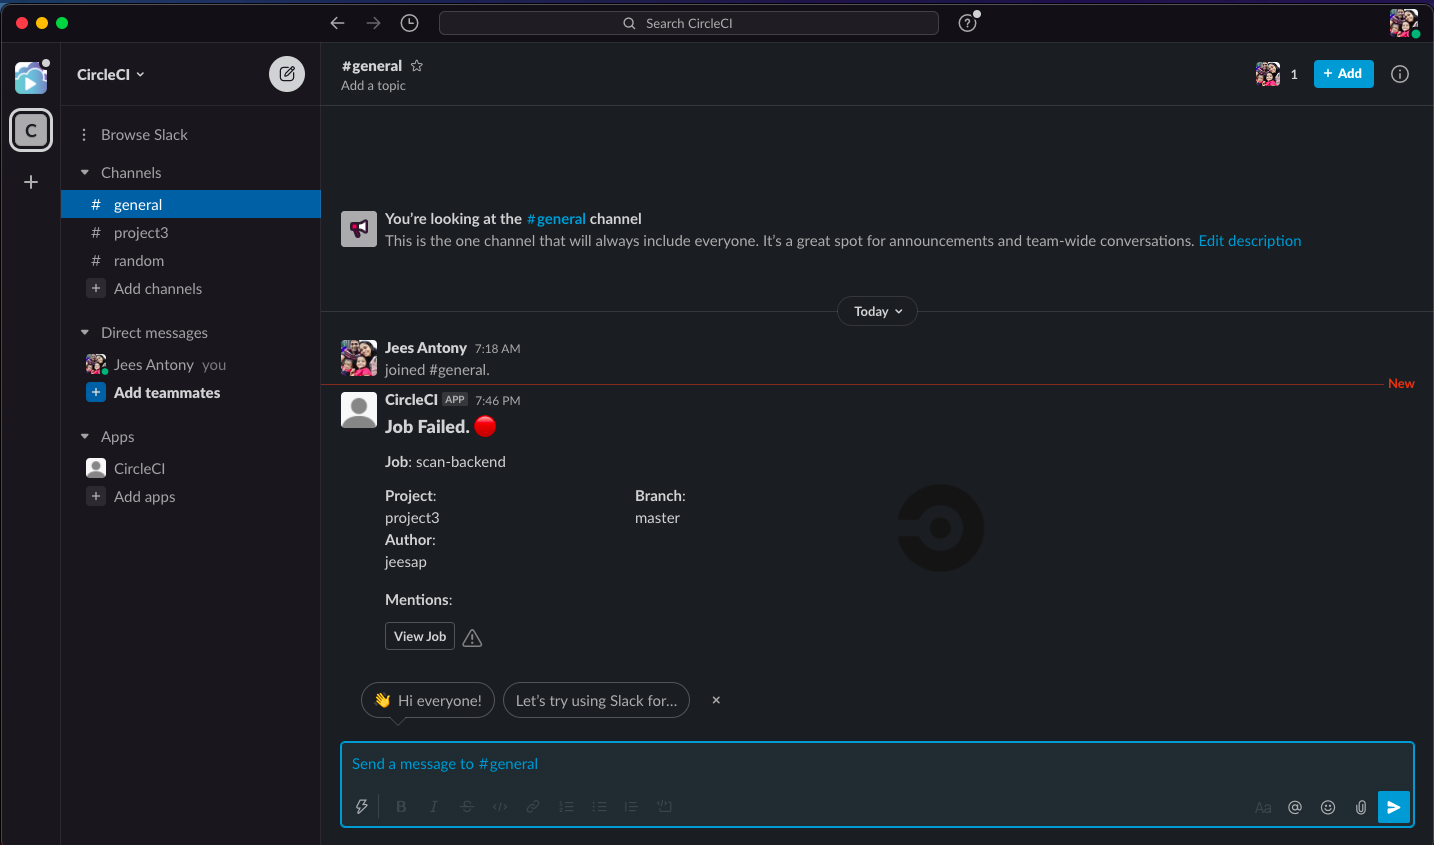 Search CircleCI
CircleCI
C
Browse Slack
Channels
# general
# project3
# random
+ Add channels
Direct messages
Jees Antony you
+ Add teammates
Apps
CircleCI
+ Add apps
#general
Add a topic
1
+ Add
You're looking at the #general channel
This is the one channel that will always include everyone. It's a great spot for announcements and team-wide conversations. Edit description
Today
Jees Antony 7:18 AM
joined #general.
New
CircleCI APP 7:46 PM
Job Failed. 🔴
Job: scan-backend
Project:
project3
Branch:
master
Author:
jeesap
Mentions:
View Job
👋 Hi everyone!
Let's try using Slack for...
Send a message to #general
Aa